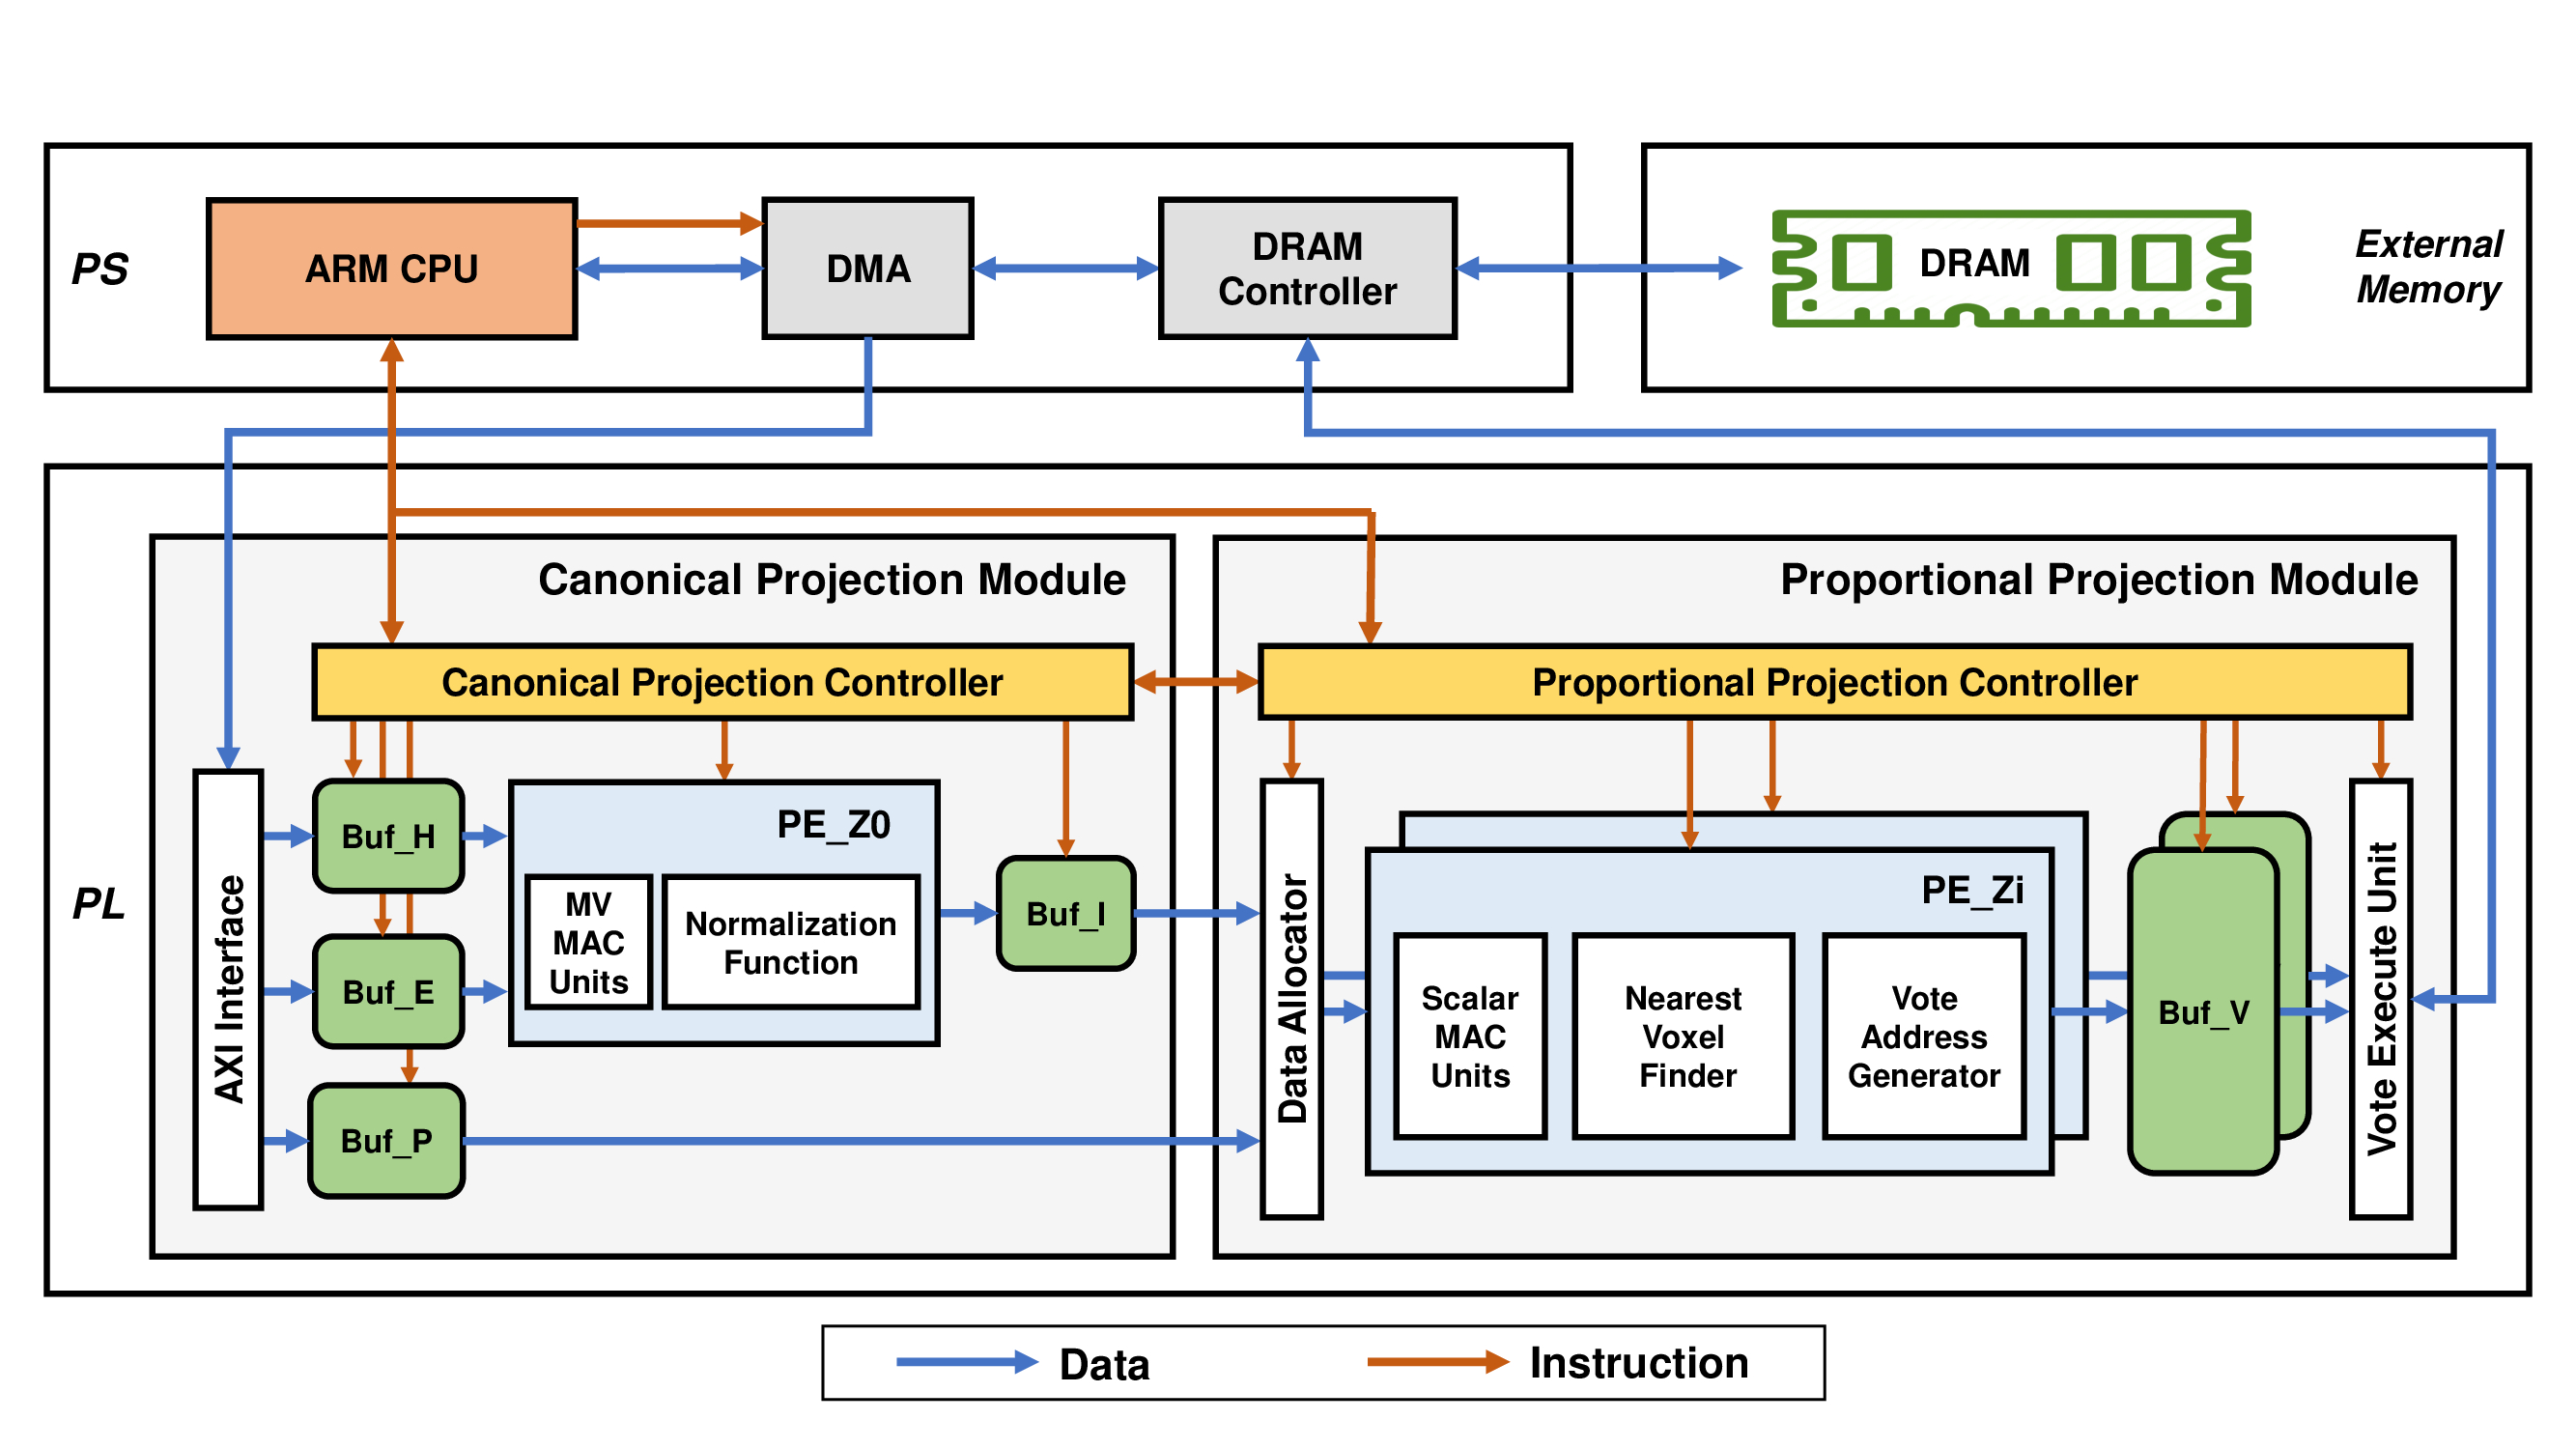 PS
ARM CPU
DMA
DRAM
Controller
DRAM
External
Memory
PL
Canonical Projection Module
Canonical Projection Controller
AXI Interface
Buf_H
Buf_E
Buf_P
PE_Z0
MV
MAC
Units
Normalization
Function
Buf_I
Proportional Projection Module
Proportional Projection Controller
Data Allocator
PE_Zi
Scalar
MAC
Units
Nearest
Voxel
Finder
Vote
Address
Generator
Buf_V
Vote Execute Unit
Data
Instruction